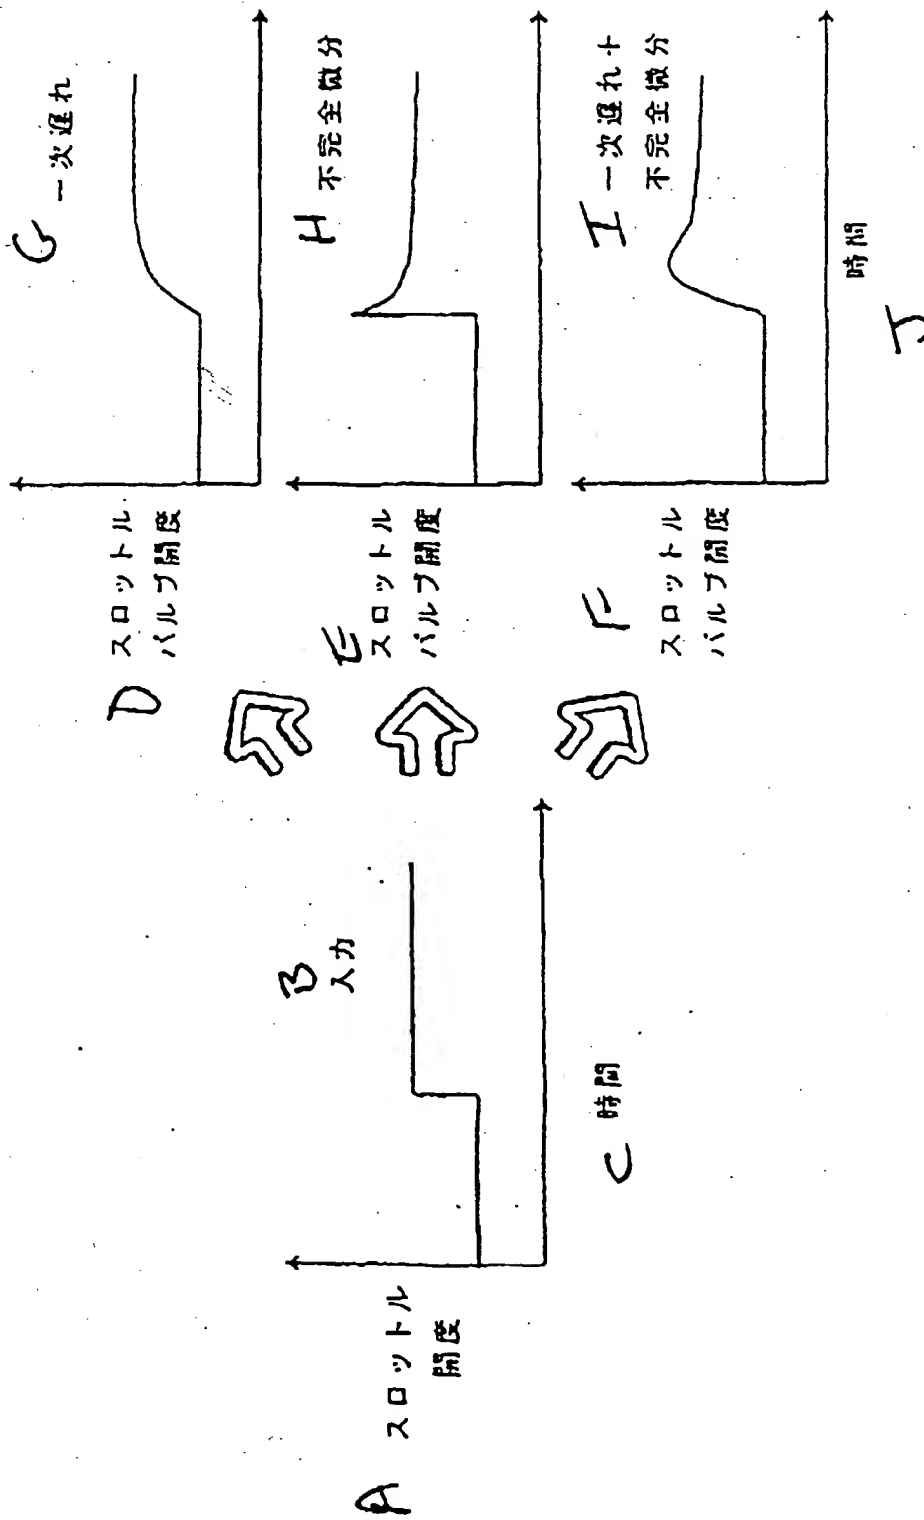 A
スロットル
開度
B
入力
C
時間
D
スロットル
バルブ開度
G
一次遅れ
E
スロットル
バルブ開度
H
不完全微分
F
スロットル
バルブ開度
I
一次遅れ+
不完全微分
時間
J